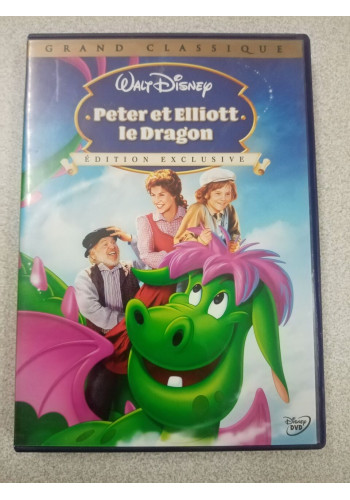 GRAND CLASSIQUE
WALT DISNEY
Peter et Elliott
le Dragon
ÉDITION EXCLUSIVE
Disney
DVD